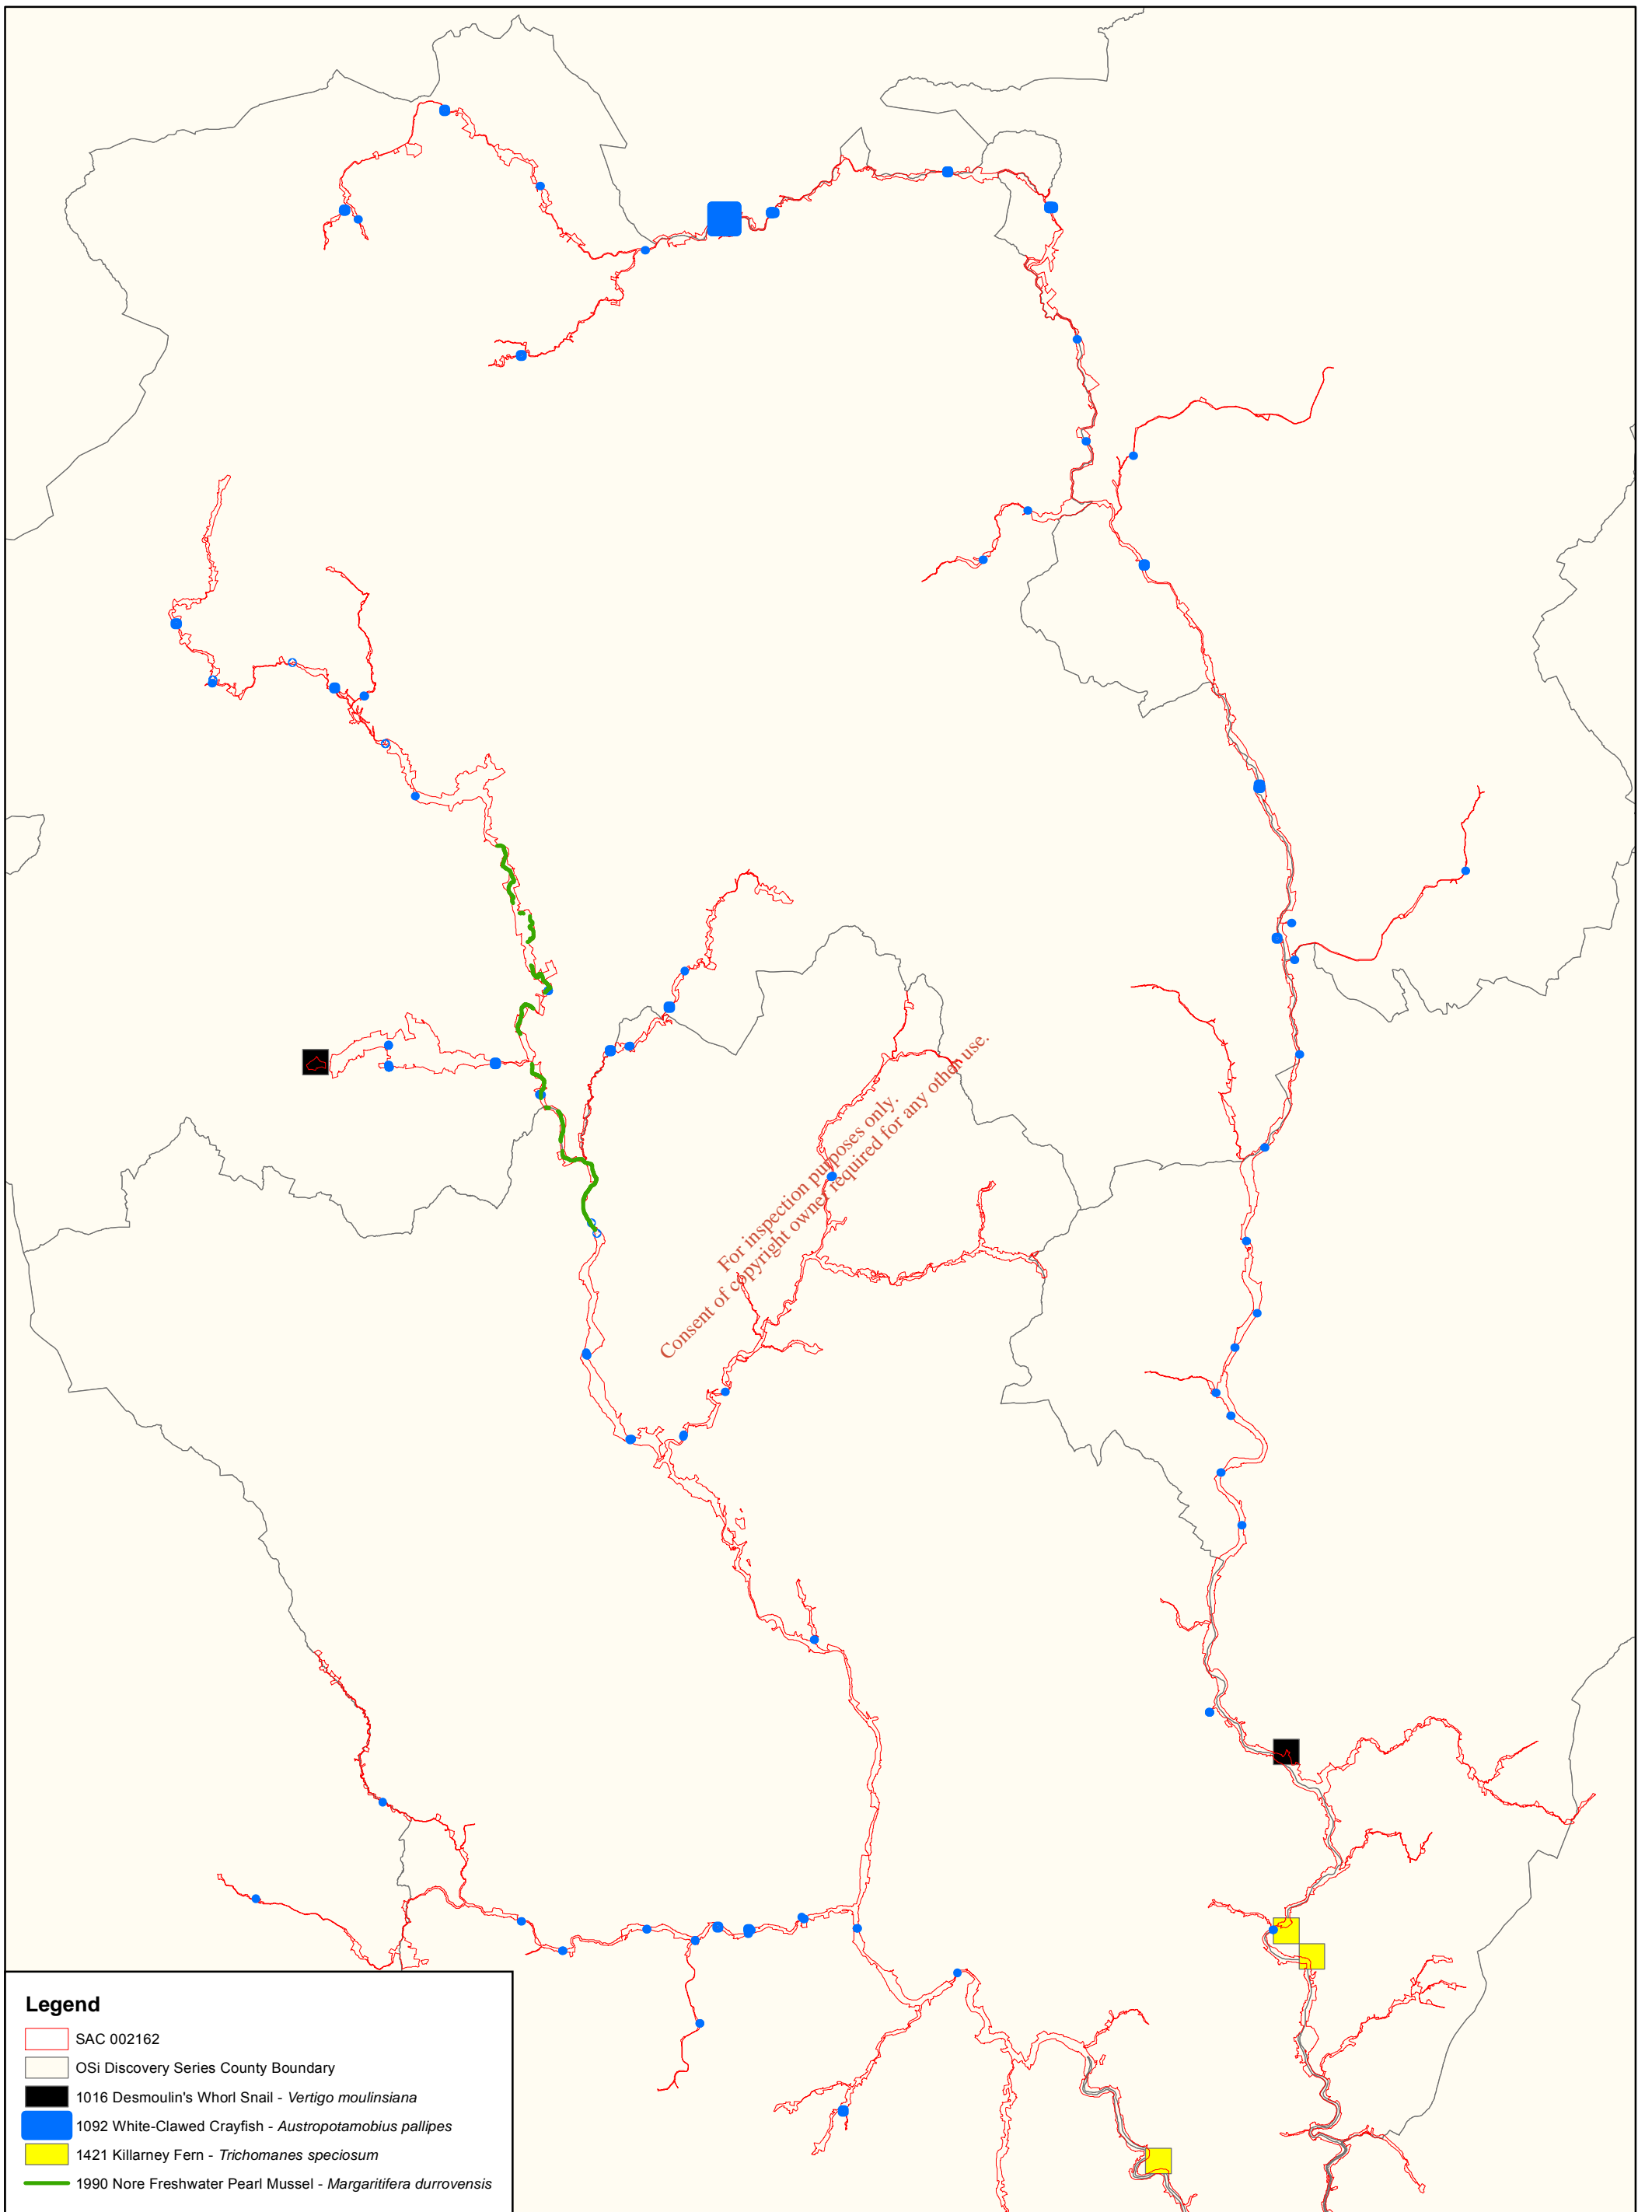 For inspection purposes only.
Consent of copyright owner required for any other use.
Legend
SAC 002162
OSi Discovery Series County Boundary
1016 Desmoulin's Whorl Snail - Vertigo moulinsiana
1092 White-Clawed Crayfish - Austropotamobius pallipes
1421 Killarney Fern - Trichomanes speciosum
1990 Nore Freshwater Pearl Mussel - Margaritifera durrovensis